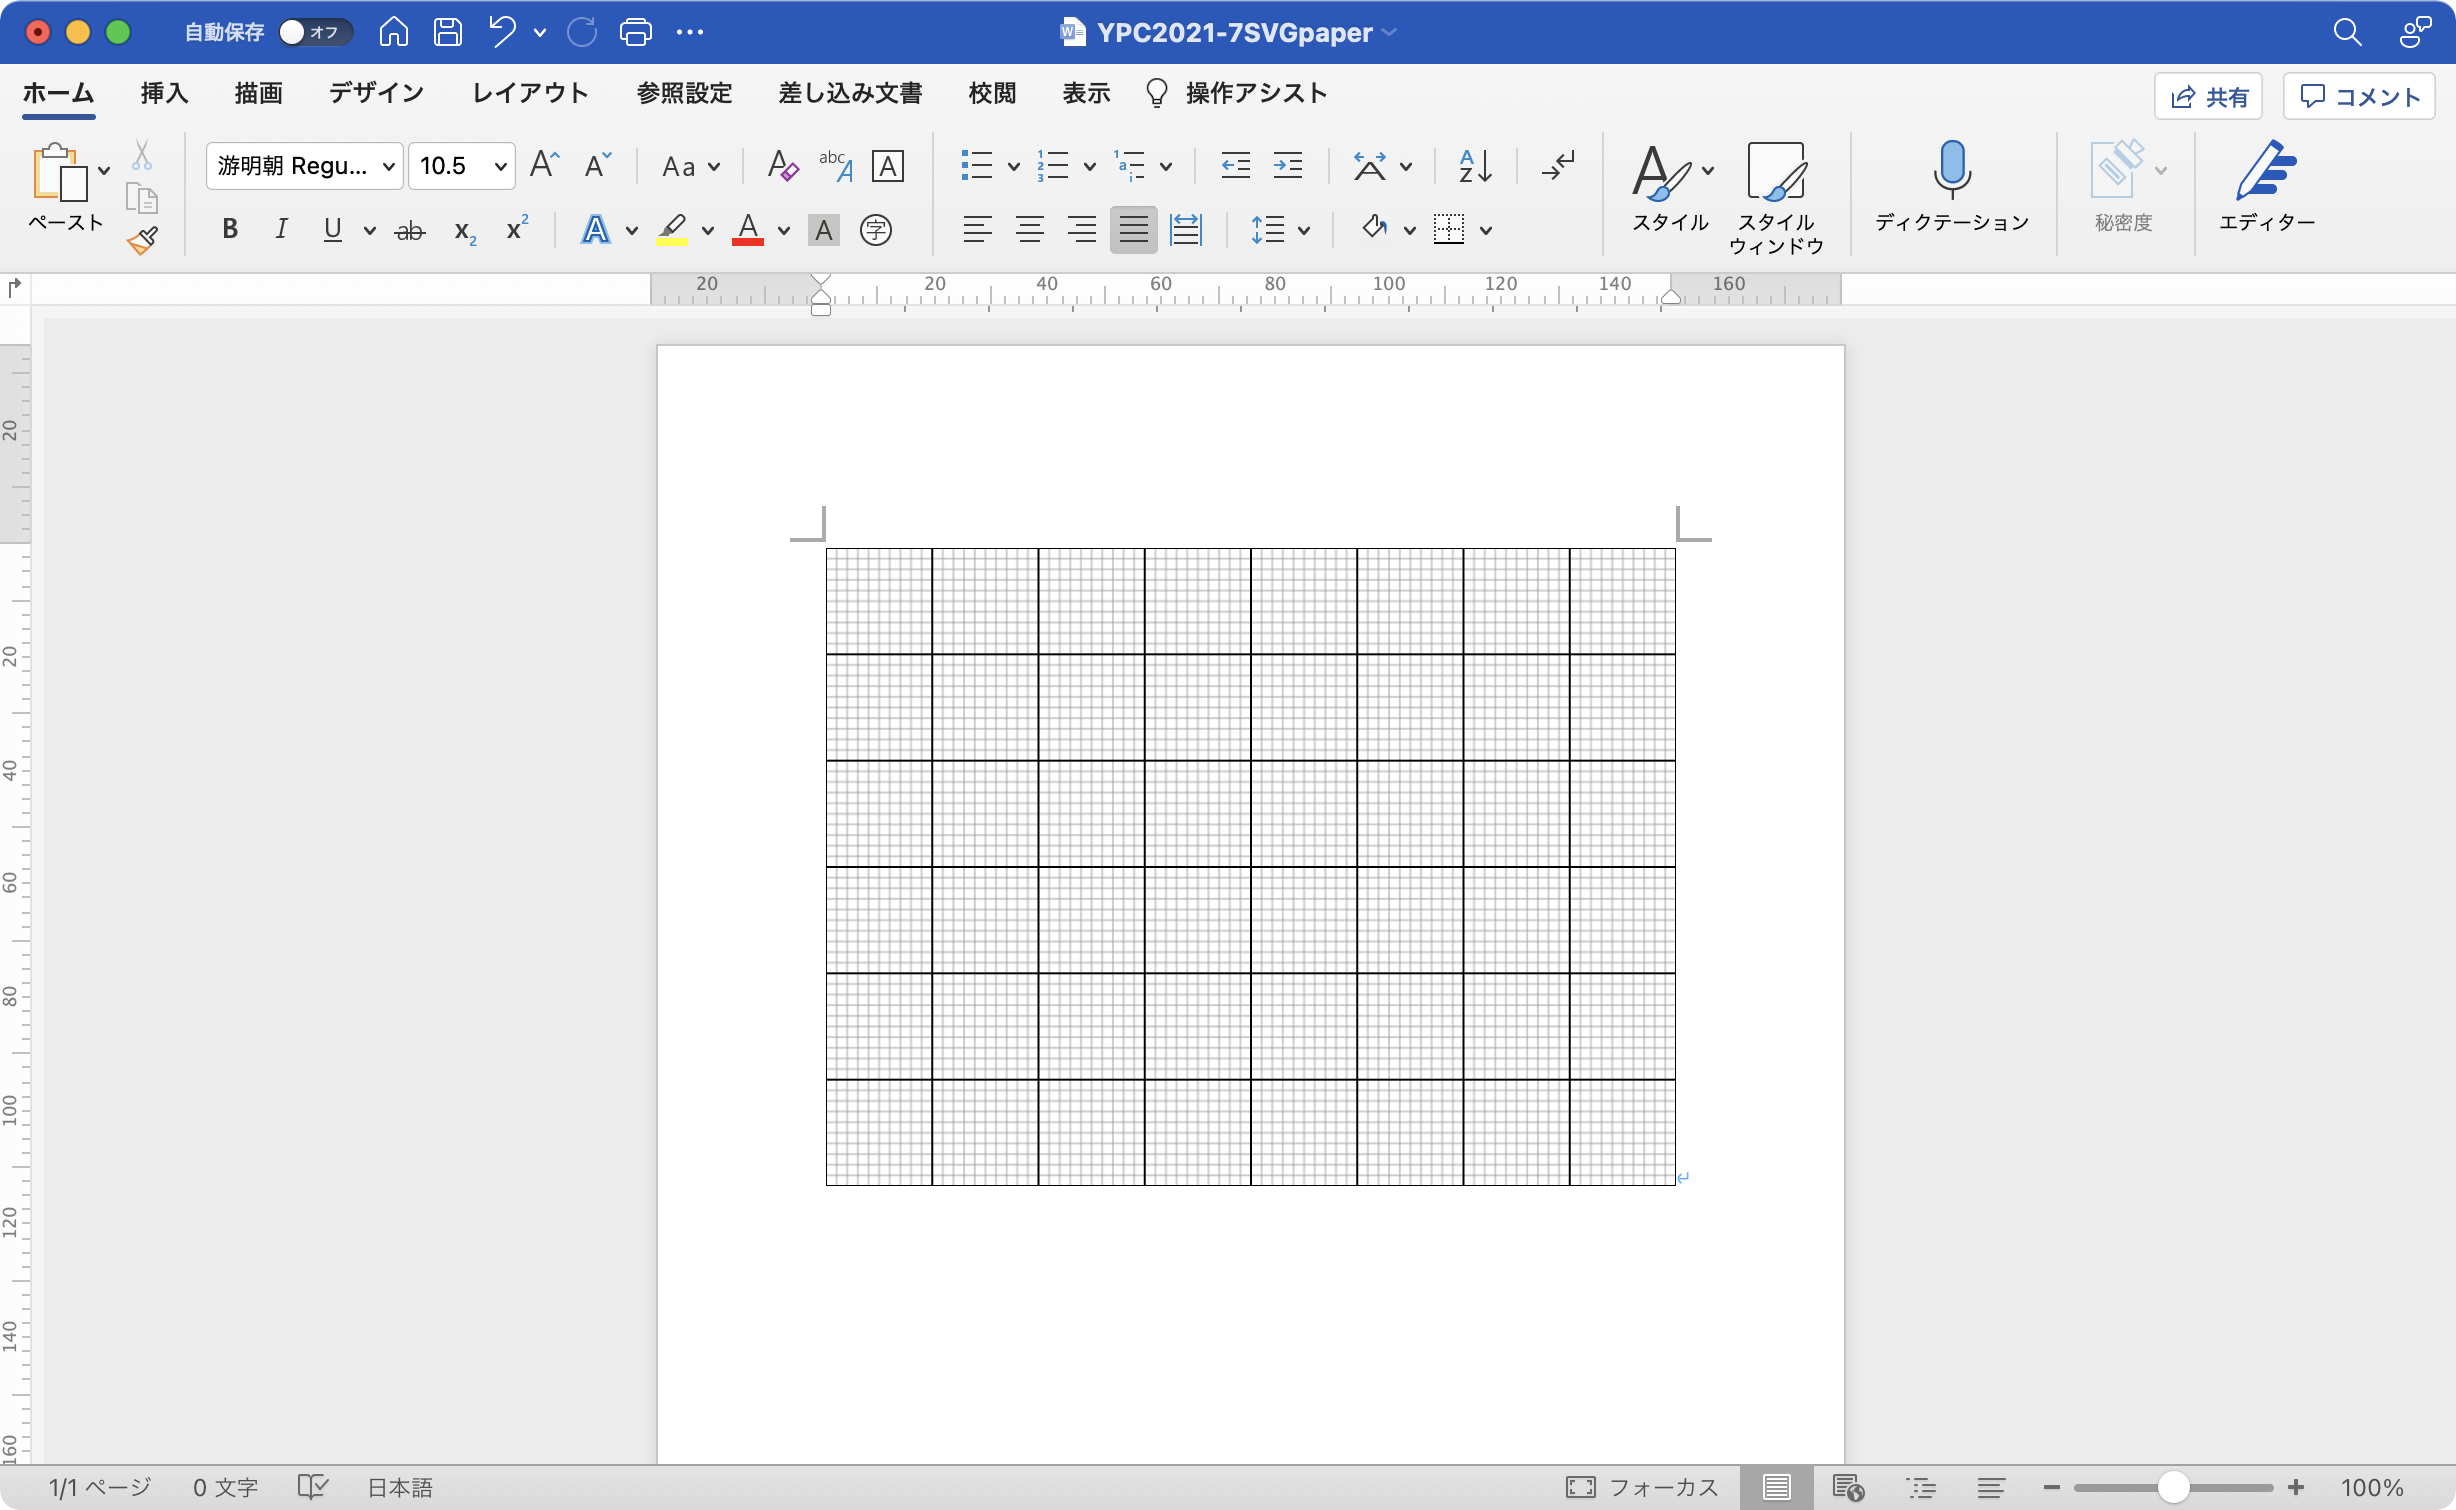 自動保存 オフ YPC2021-7SVGpaper
ホーム 挿入 描画 デザイン レイアウト 参照設定 差し込み文書 校閲 表示 操作アシスト 共有 コメント
ペースト
游明朝 Regu... 10.5
スタイル
スタイル
ウィンドウ
ディクテーション
秘密度
エディター
20 20 40 60 80 100 120 140 160
20
20
40
60
80
100
120
140
160
1/1 ページ 0 文字 日本語 フォーカス 100%